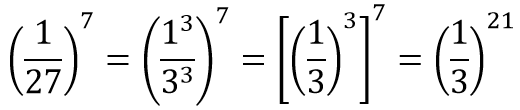 (1/27)^7 = (1^3/3^3)^7 = [(1/3)^3]^7 = (1/3)^21